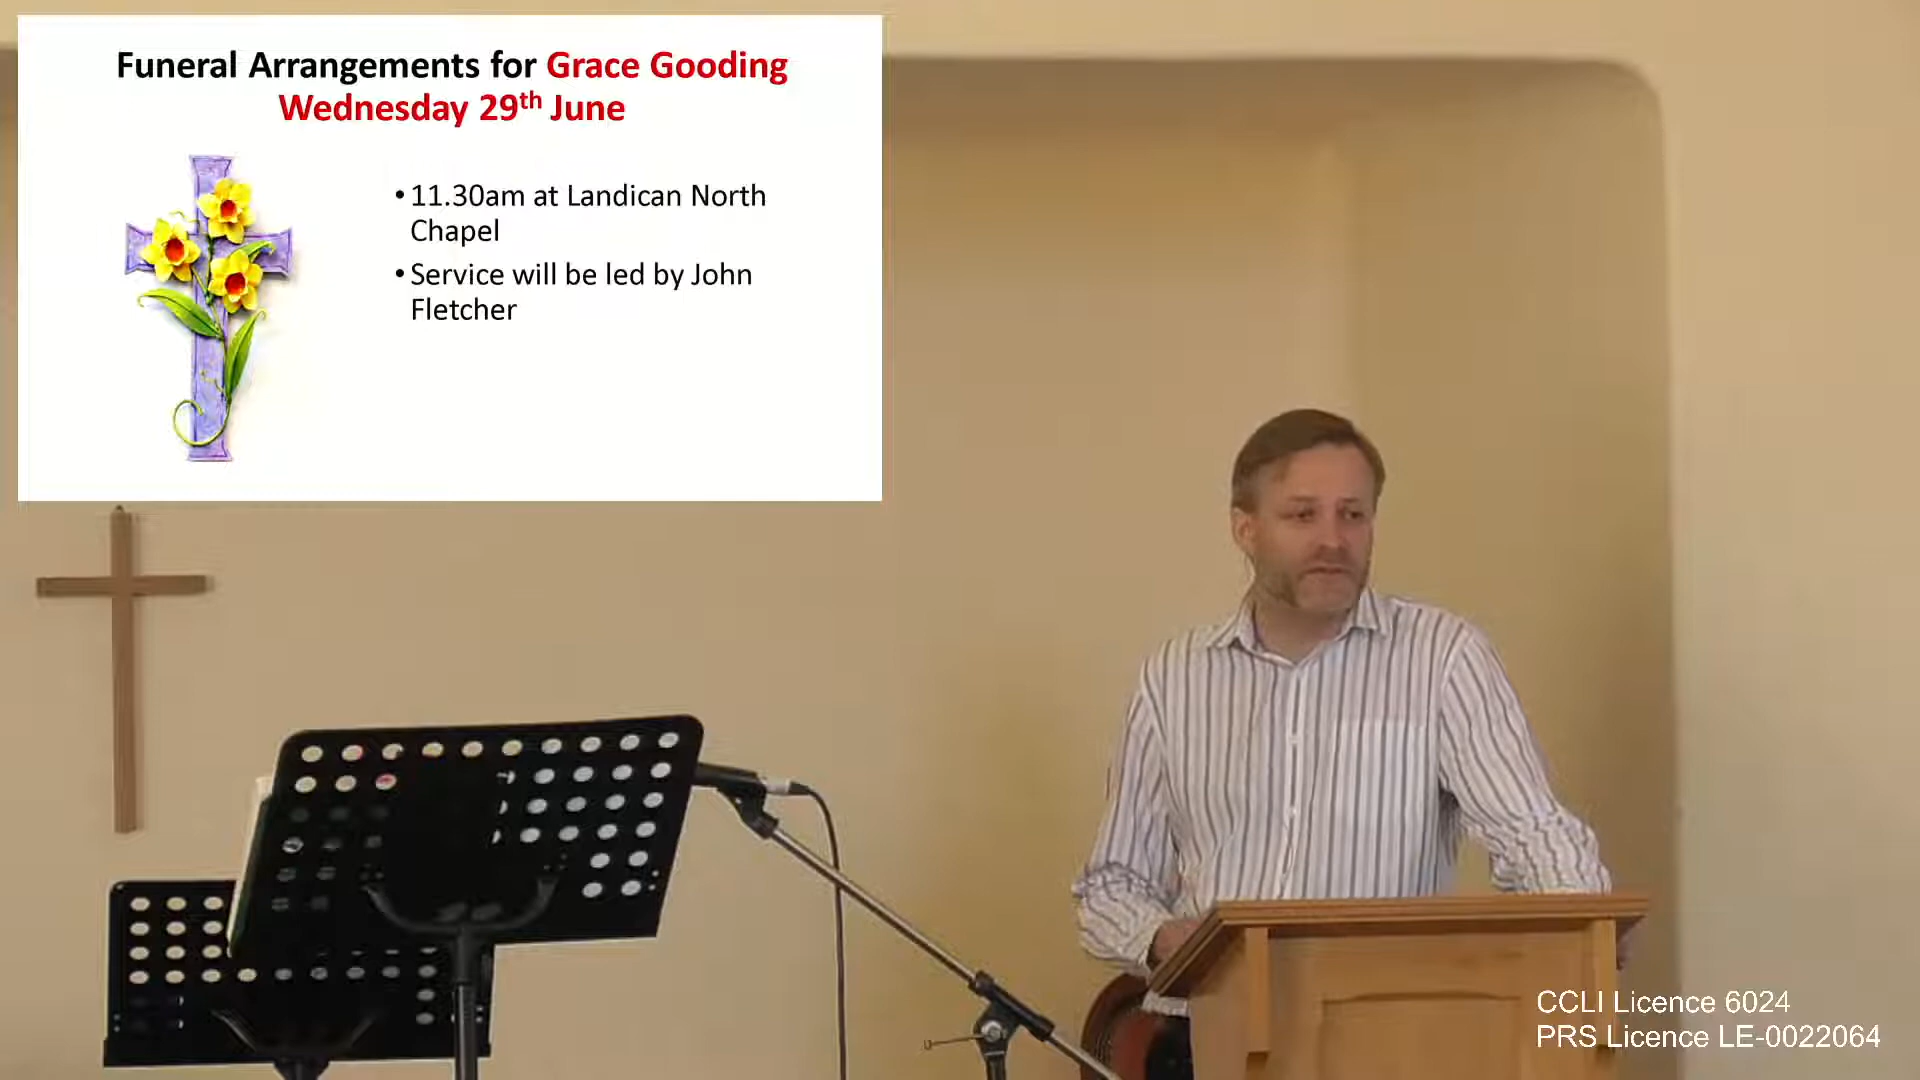 Funeral Arrangements for Grace Gooding
Wednesday 29th June
• 11.30am at Landican North
Chapel
• Service will be led by John
Fletcher
CCLI Licence 6024
PRS Licence LE-0022064